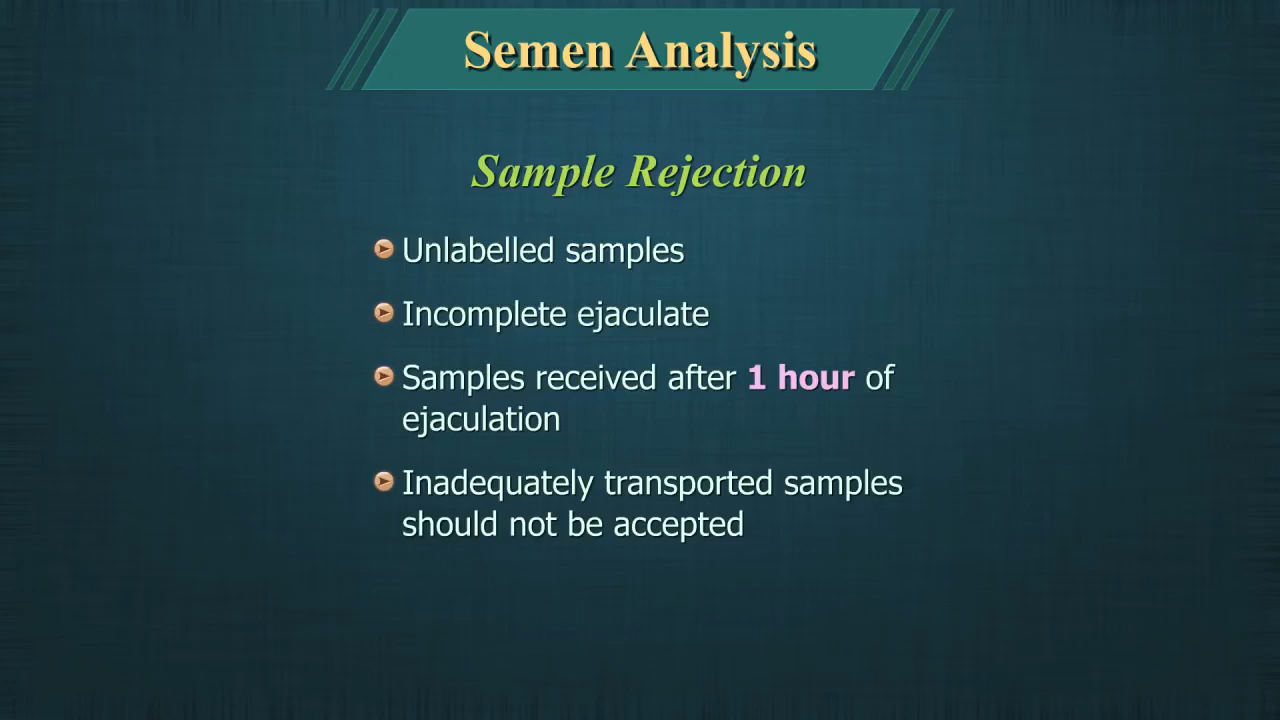 Semen Analysis
Sample Rejection
Unlabelled samples
Incomplete ejaculate
Samples received after 1 hour of
ejaculation
Inadequately transported samples
should not be accepted